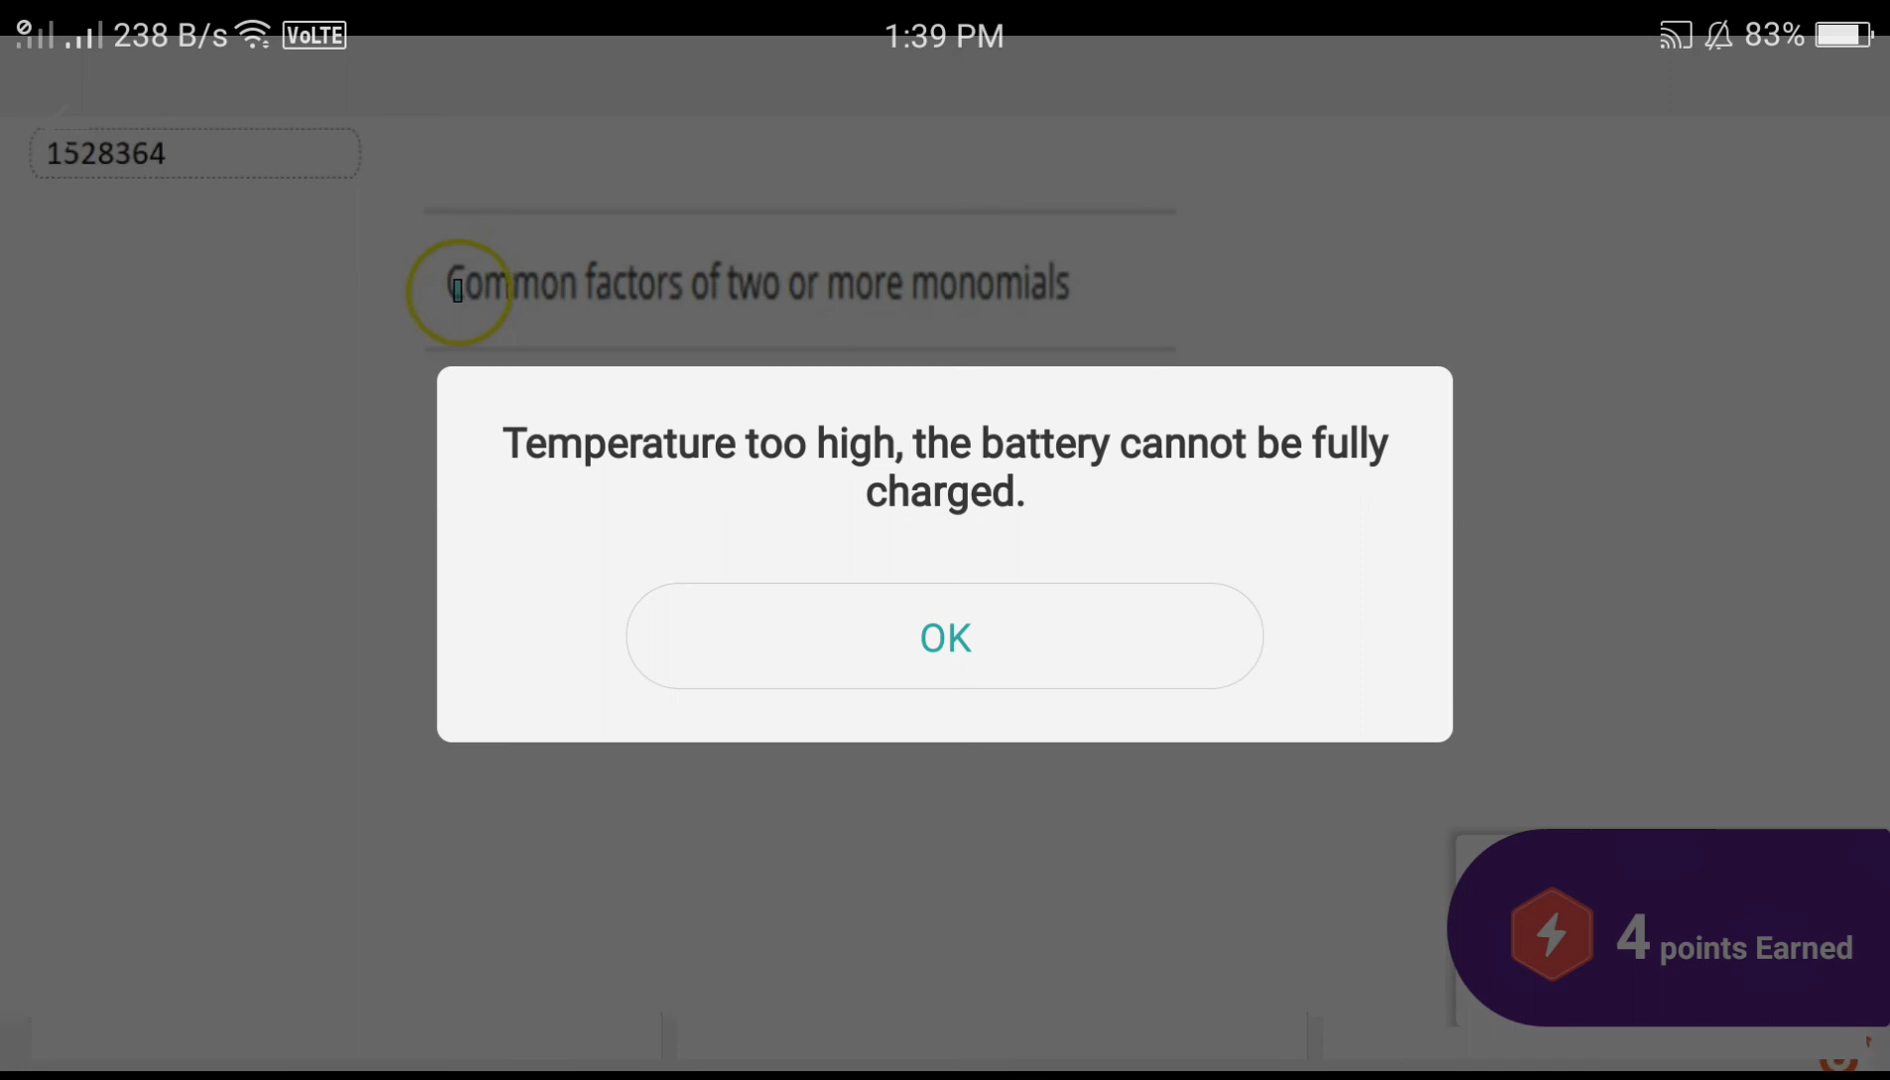 238 B/s VoLTE 1:39 PM 83%
1528364
Common factors of two or more monomials
Temperature too high, the battery cannot be fully
charged.
OK
4 points Earned